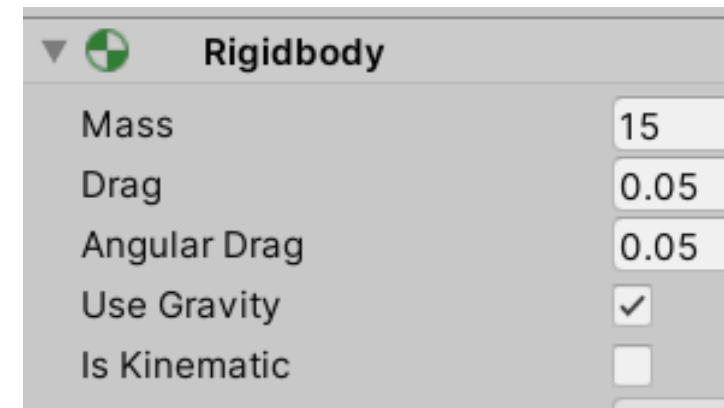 Rigidbody
Mass 15
Drag 0.05
Angular Drag 0.05
Use Gravity
Is Kinematic